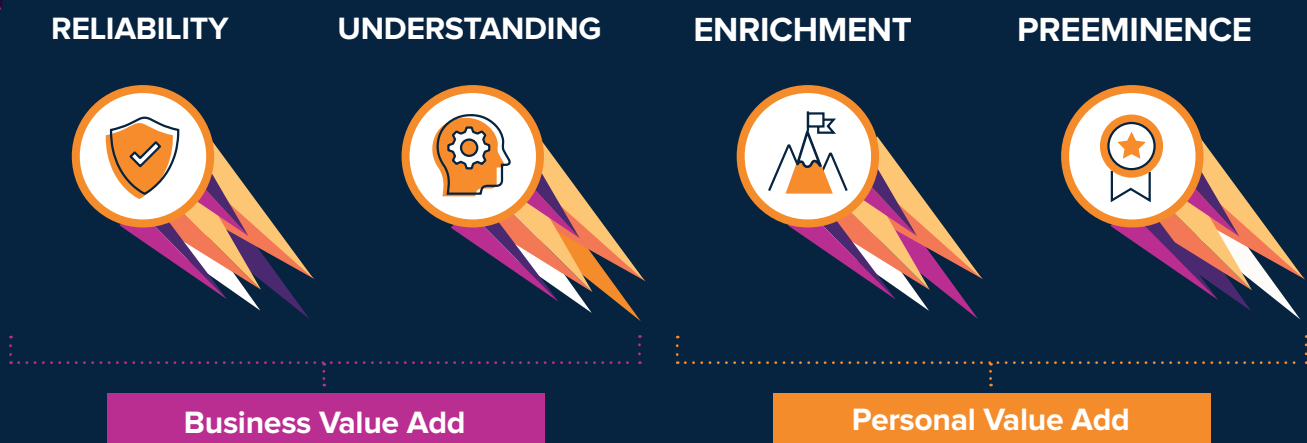 RELIABILITY
UNDERSTANDING
ENRICHMENT
PREEMINENCE
Business Value Add
Personal Value Add